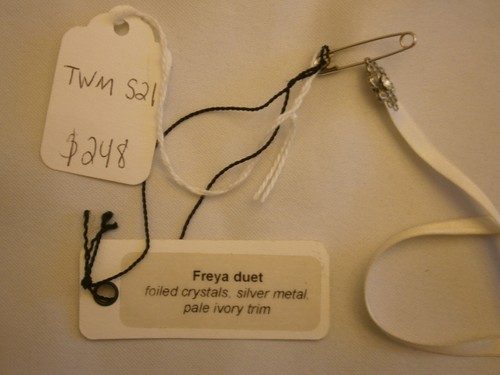 TWM S21
$248
Freya duet
foiled crystals, silver metal,
pale ivory trim